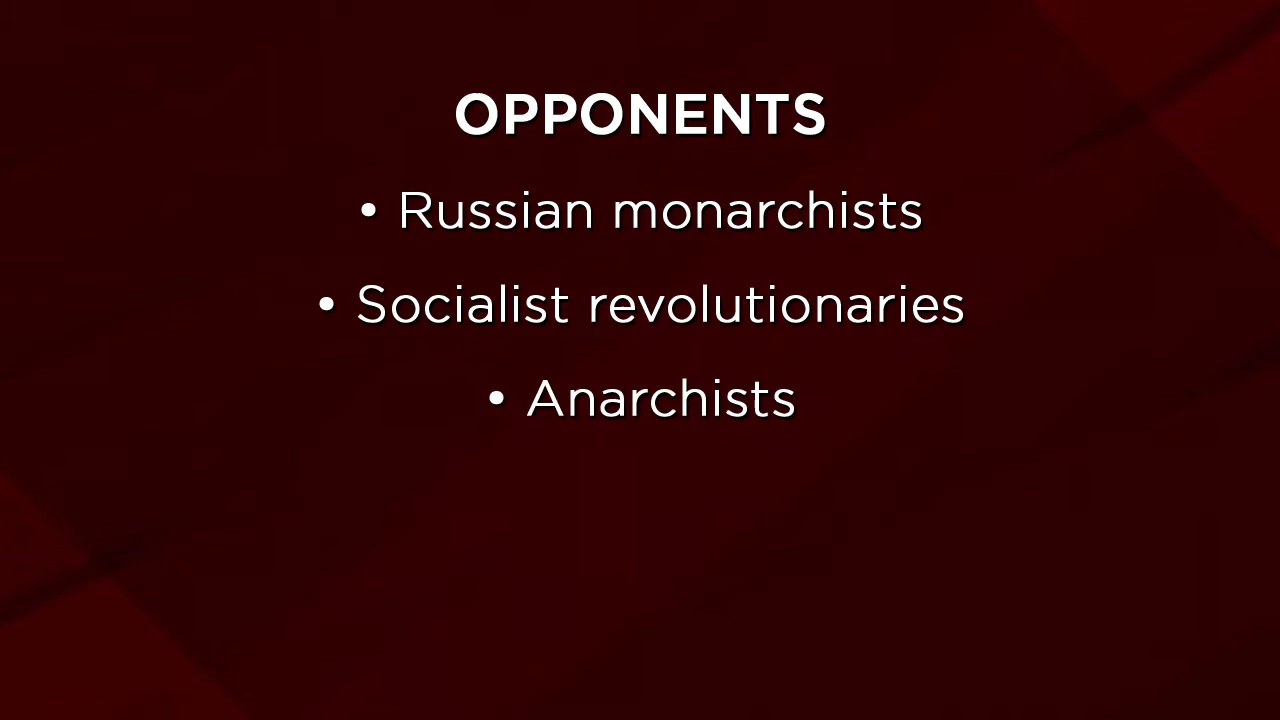 OPPONENTS
• Russian monarchists
• Socialist revolutionaries
• Anarchists